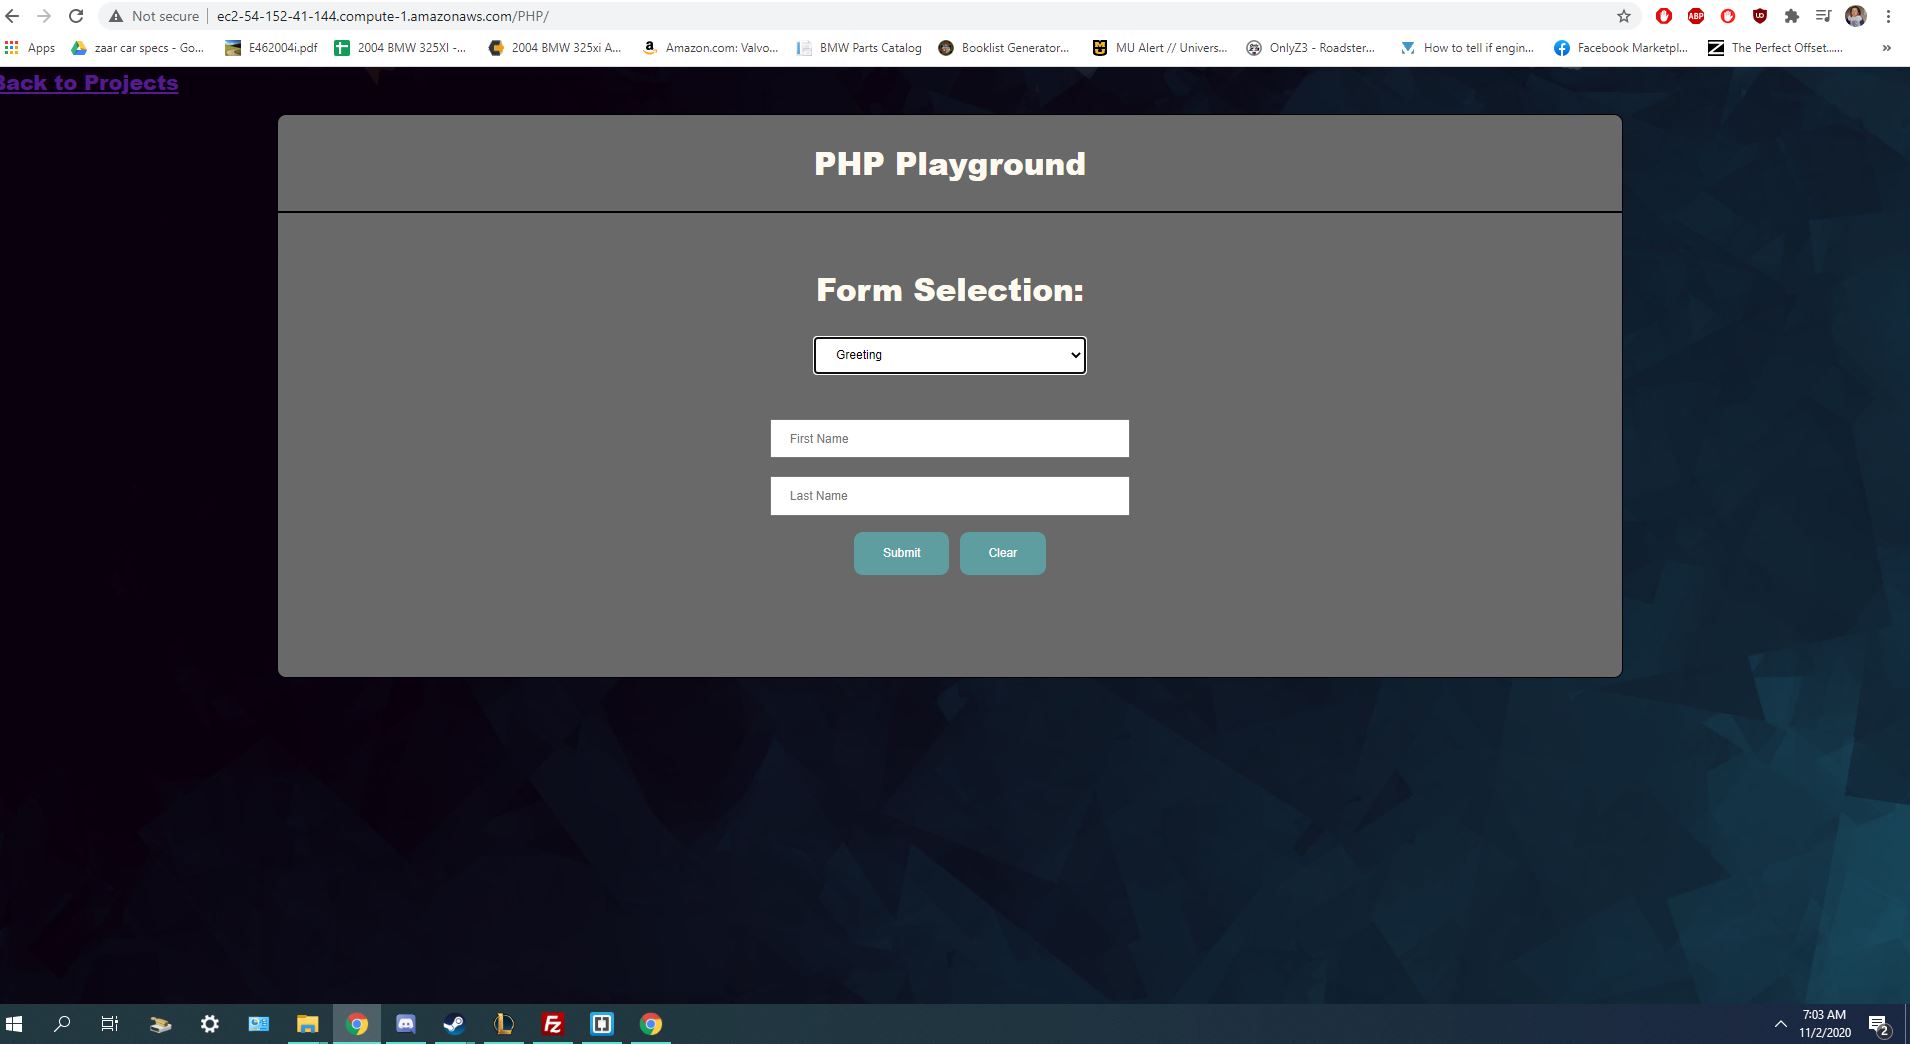 Not secure ec2-54-152-41-144.compute-1.amazonaws.com/PHP/
ABP
Apps zaar car specs - Go... E462004i.pdf 2004 BMW 325XI -... 2004 BMW 325xi A... Amazon.com: Valvo... BMW Parts Catalog Booklist Generator... MU Alert // Univers... OnlyZ3 - Roadster... How to tell if engin... Facebook Marketpl... The Perfect Offset..... »
Back to Projects
PHP Playground
Form Selection:
Greeting
First Name
Last Name
Submit Clear
7:03 AM
11/2/2020
2